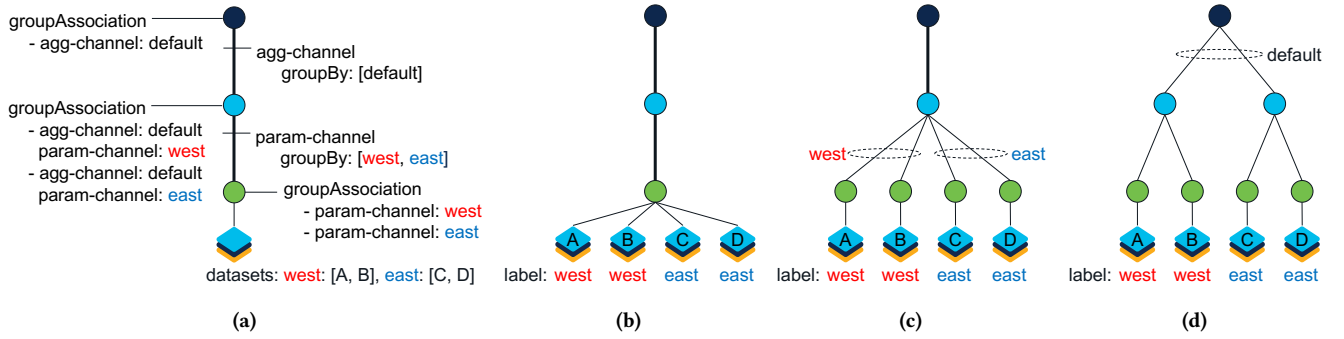 groupAssociation
- agg-channel: default
agg-channel
groupBy: [default]
groupAssociation
- agg-channel: default
param-channel: west
- agg-channel: default
param-channel: east
param-channel
groupBy: [west, east]
groupAssociation
- param-channel: west
- param-channel: east
datasets: west: [A, B], east: [C, D]
(a)
A B C D
label: west west east east
(b)
west east
A B C D
label: west west east east
(c)
default
A B C D
label: west west east east
(d)